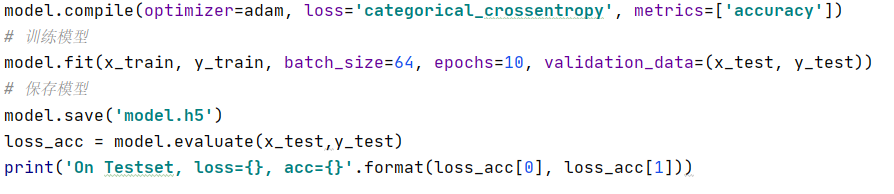 model.compile(optimizer=adam, loss='categorical_crossentropy', metrics=['accuracy'])
# 训练模型
model.fit(x_train, y_train, batch_size=64, epochs=10, validation_data=(x_test, y_test))
# 保存模型
model.save('model.h5')
loss_acc = model.evaluate(x_test,y_test)
print('On Testset, loss={}, acc={}'.format(loss_acc[0], loss_acc[1]))